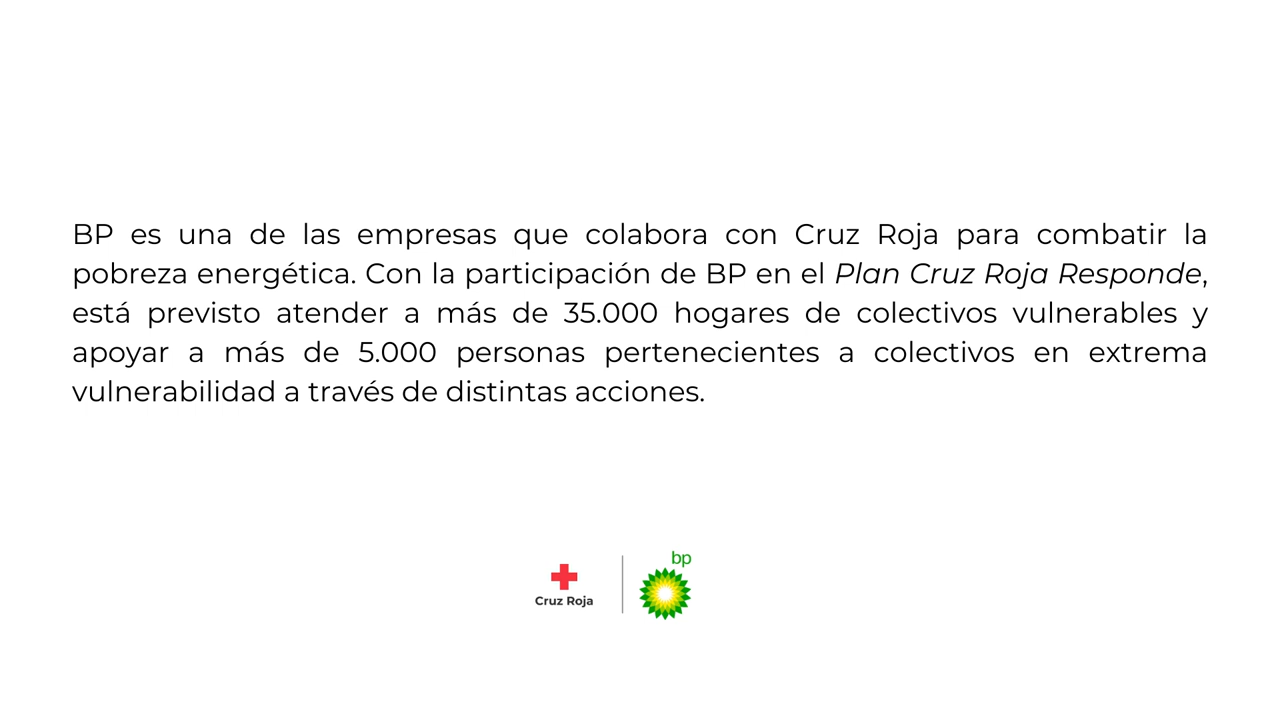 BP es una de las empresas que colabora con Cruz Roja para combatir la
pobreza energética. Con la participación de BP en el Plan Cruz Roja Responde,
está previsto atender a más de 35.000 hogares de colectivos vulnerables y
apoyar a más de 5.000 personas pertenecientes a colectivos en extrema
vulnerabilidad a través de distintas acciones.
bp
Cruz Roja